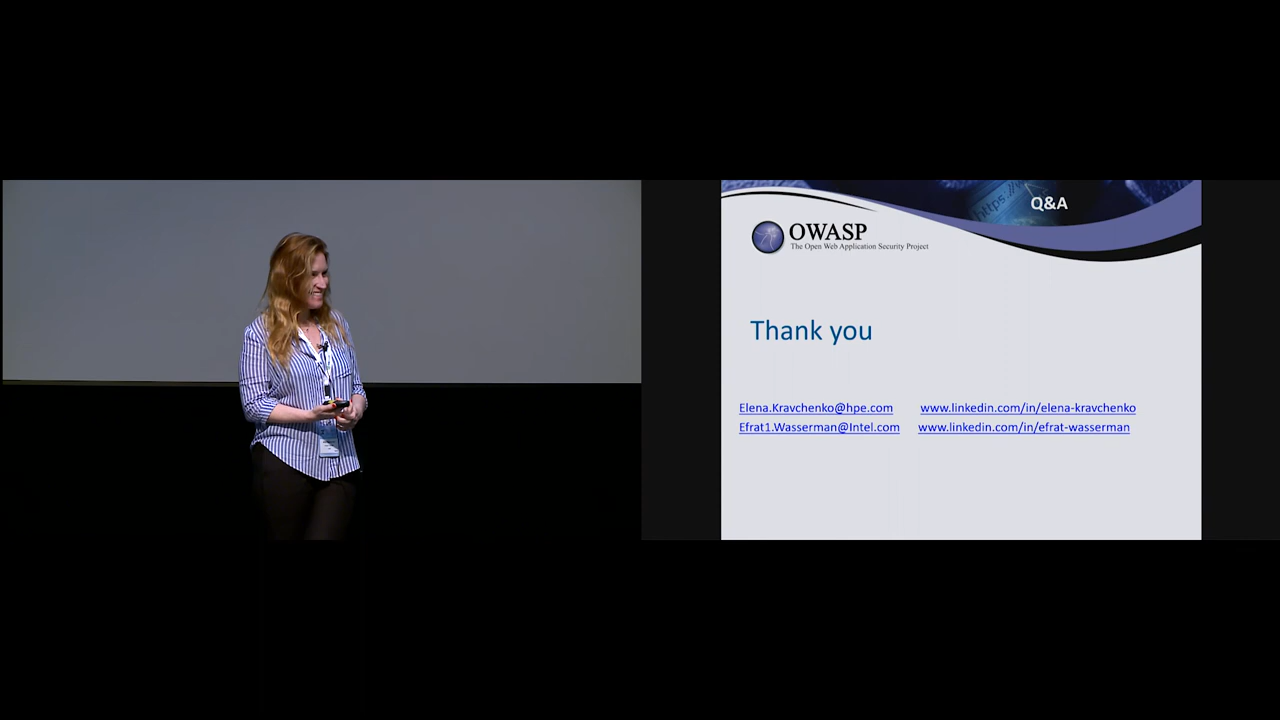 https://
Q&A
OWASP
The Open Web Application Security Project
Thank you
Elena.Kravchenko@hpe.com www.linkedin.com/in/elena-kravchenko
Efrat1.Wasserman@Intel.com www.linkedin.com/in/efrat-wasserman